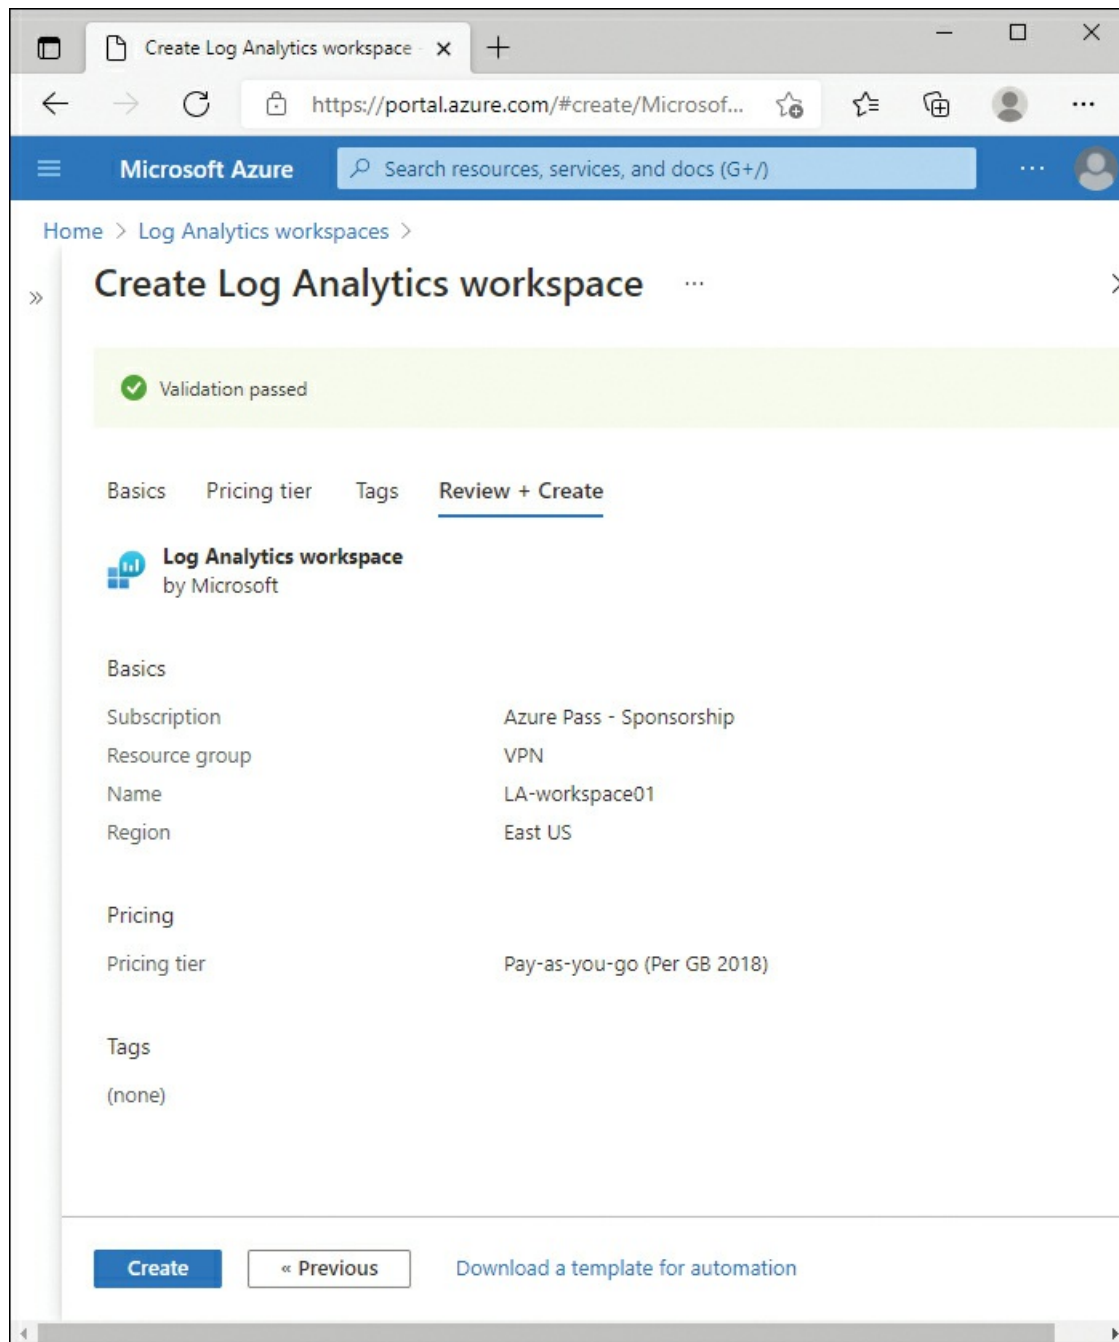 Create Log Analytics workspace -
https://portal.azure.com/#create/Microsof...
Microsoft Azure
Search resources, services, and docs (G+/)
Home > Log Analytics workspaces >
Create Log Analytics workspace ...
Validation passed
Basics Pricing tier Tags Review + Create
Log Analytics workspace
by Microsoft
Basics
Subscription Azure Pass - Sponsorship
Resource group VPN
Name LA-workspace01
Region East US
Pricing
Pricing tier Pay-as-you-go (Per GB 2018)
Tags
(none)
Create « Previous Download a template for automation